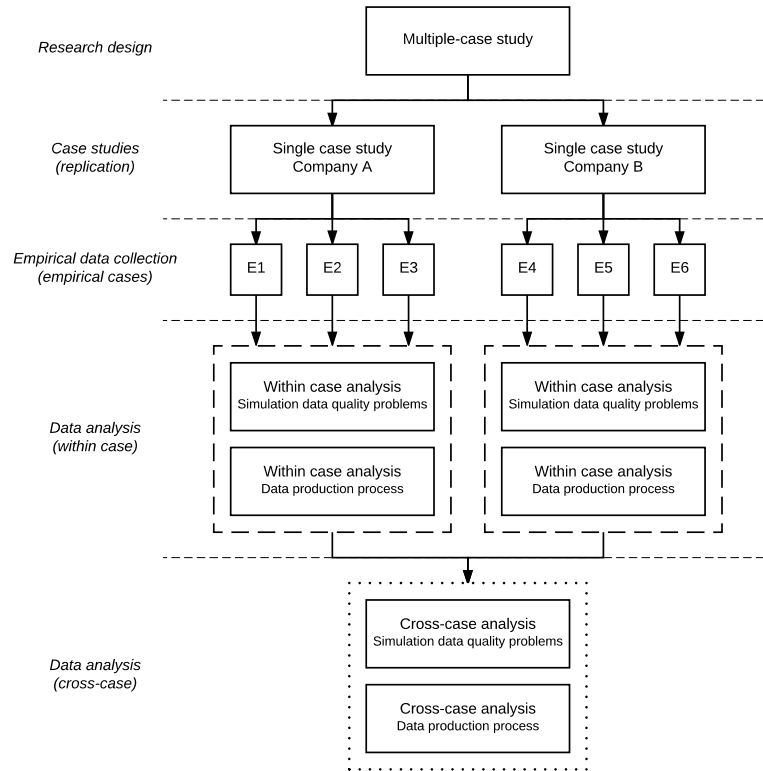 Research design
Multiple-case study
Case studies
(replication)
Single case study
Company A
Single case study
Company B
Empirical data collection
(empirical cases)
E1
E2
E3
E4
E5
E6
Data analysis
(within case)
Within case analysis
Simulation data quality problems
Within case analysis
Data production process
Within case analysis
Simulation data quality problems
Within case analysis
Data production process
Data analysis
(cross-case)
Cross-case analysis
Simulation data quality problems
Cross-case analysis
Data production process